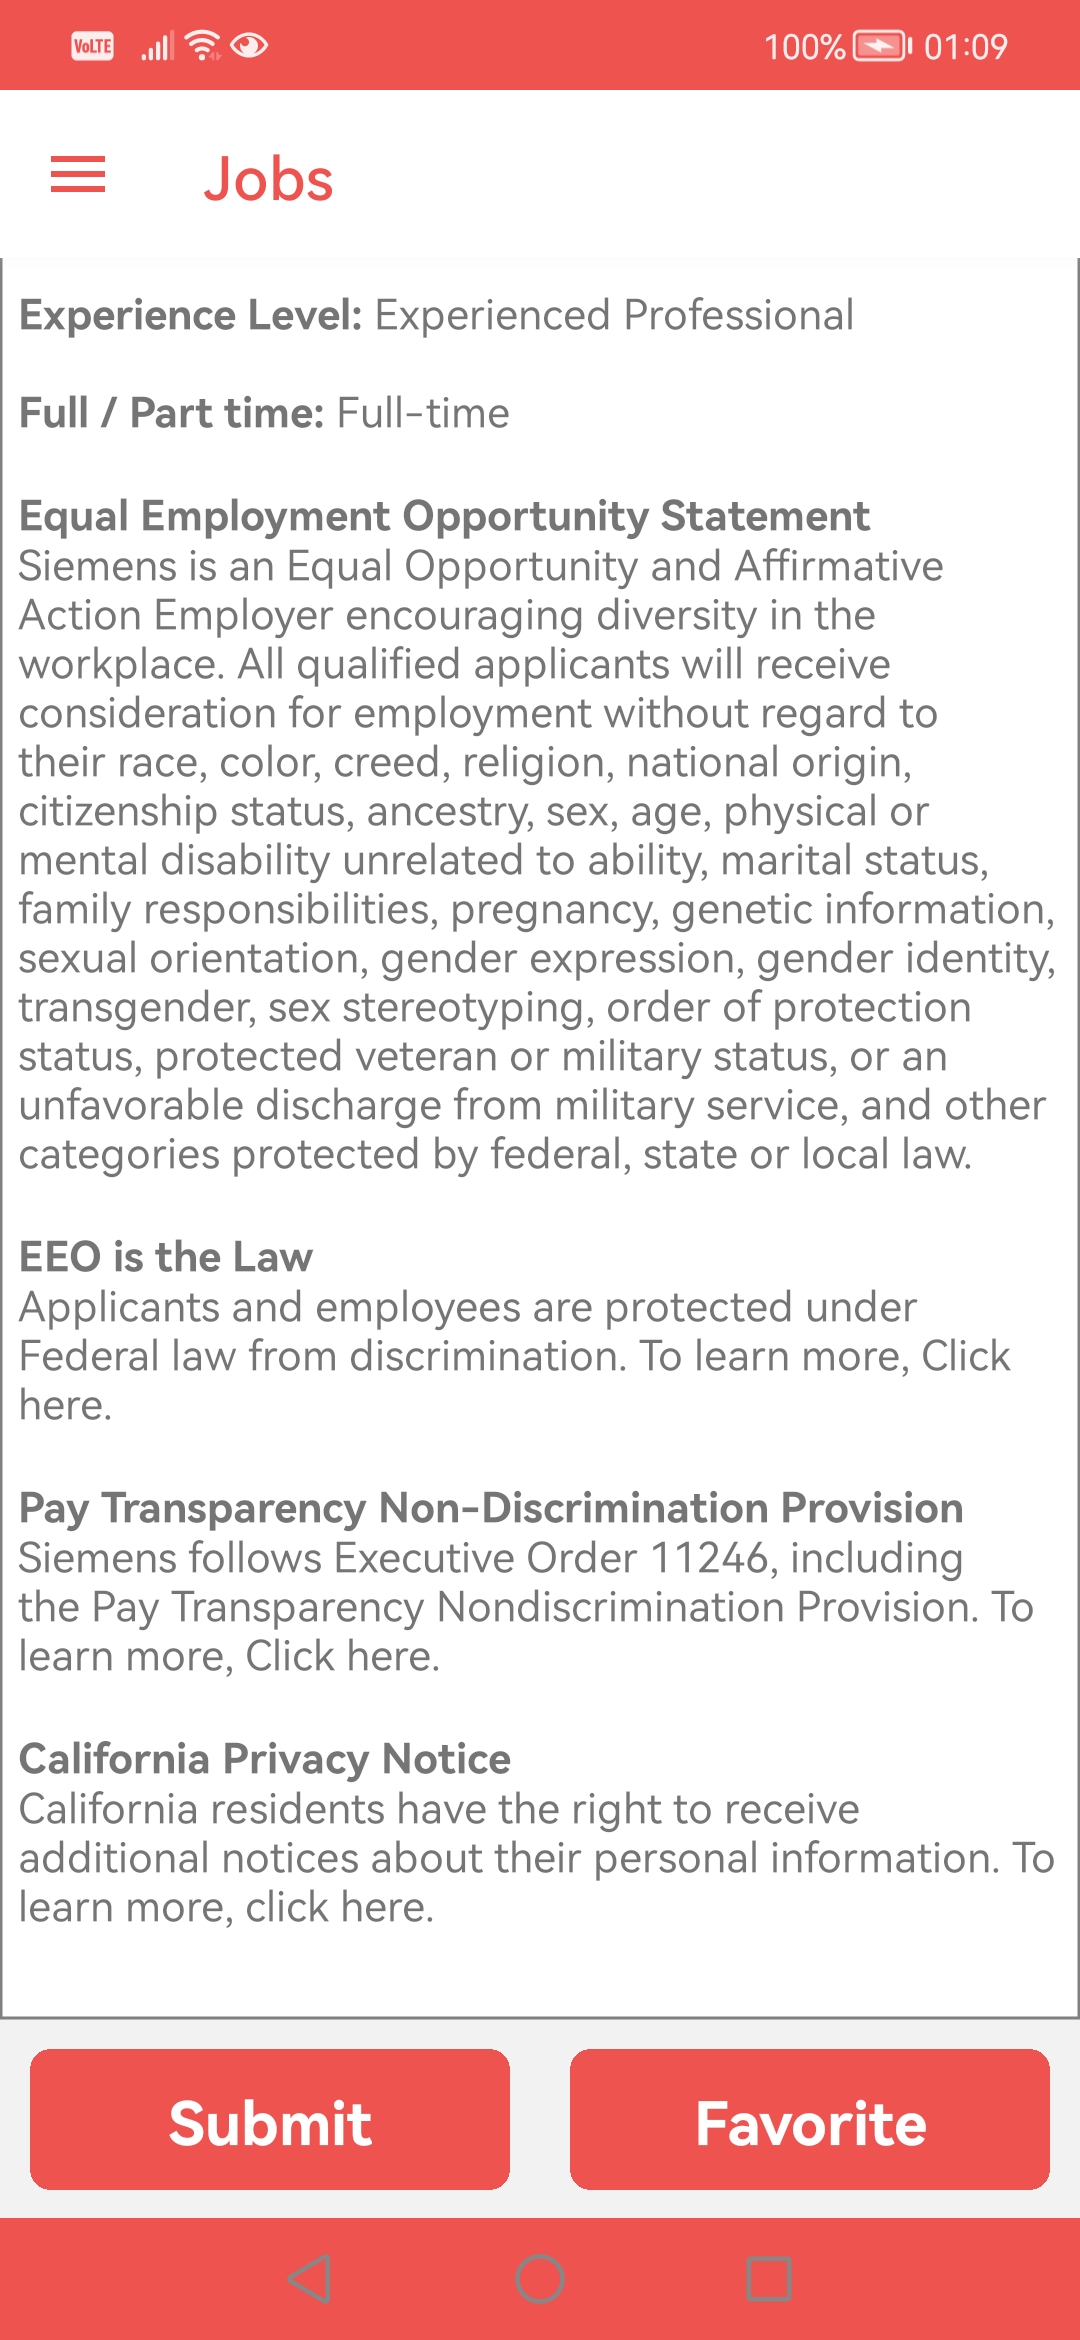 VoLTE 100% 01:09
Jobs
Experience Level: Experienced Professional
Full / Part time: Full-time
Equal Employment Opportunity Statement
Siemens is an Equal Opportunity and Affirmative
Action Employer encouraging diversity in the
workplace. All qualified applicants will receive
consideration for employment without regard to
their race, color, creed, religion, national origin,
citizenship status, ancestry, sex, age, physical or
mental disability unrelated to ability, marital status,
family responsibilities, pregnancy, genetic information,
sexual orientation, gender expression, gender identity,
transgender, sex stereotyping, order of protection
status, protected veteran or military status, or an
unfavorable discharge from military service, and other
categories protected by federal, state or local law.
EEO is the Law
Applicants and employees are protected under
Federal law from discrimination. To learn more, Click
here.
Pay Transparency Non-Discrimination Provision
Siemens follows Executive Order 11246, including
the Pay Transparency Nondiscrimination Provision. To
learn more, Click here.
California Privacy Notice
California residents have the right to receive
additional notices about their personal information. To
learn more, click here.
Submit Favorite